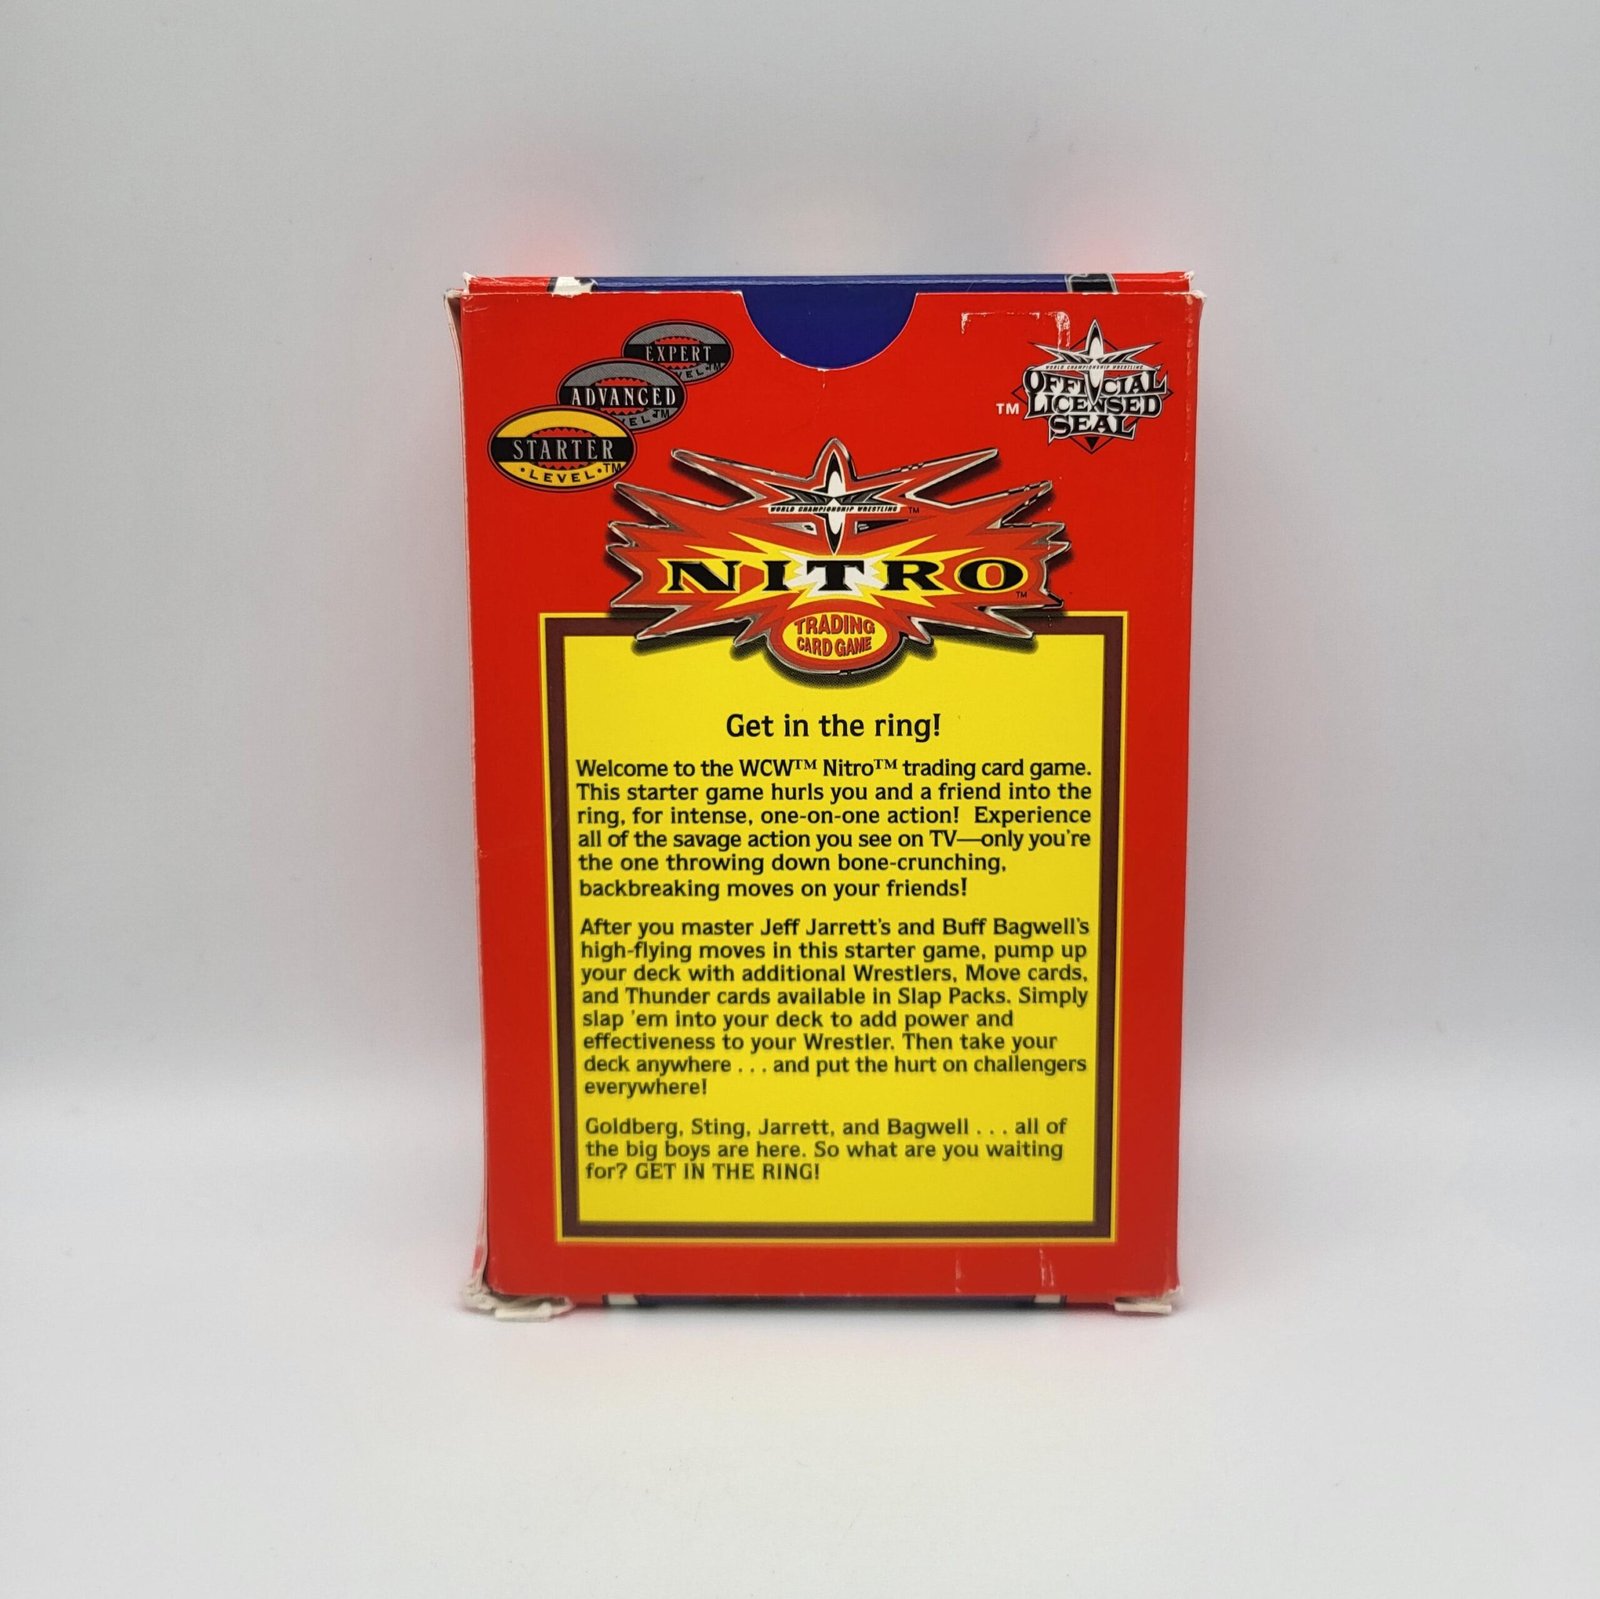 EXPERT
VEL™
ADVANCED
VEL™
STARTER
•LEVEL•™
WORLD CHAMPIONSHIP WRESTLING
OFFICIAL
™ LICENSED
SEAL
WORLD CHAMPIONSHIP WRESTLING ™
NITRO ™
TRADING
CARD GAME
Get in the ring!
Welcome to the WCW™ Nitro™ trading card game.
This starter game hurls you and a friend into the
ring, for intense, one-on-one action! Experience
all of the savage action you see on TV—only you're
the one throwing down bone-crunching,
backbreaking moves on your friends!
After you master Jeff Jarrett's and Buff Bagwell's
high-flying moves in this starter game, pump up
your deck with additional Wrestlers, Move cards,
and Thunder cards available in Slap Packs. Simply
slap 'em into your deck to add power and
effectiveness to your Wrestler. Then take your
deck anywhere . . . and put the hurt on challengers
everywhere!
Goldberg, Sting, Jarrett, and Bagwell . . . all of
the big boys are here. So what are you waiting
for? GET IN THE RING!